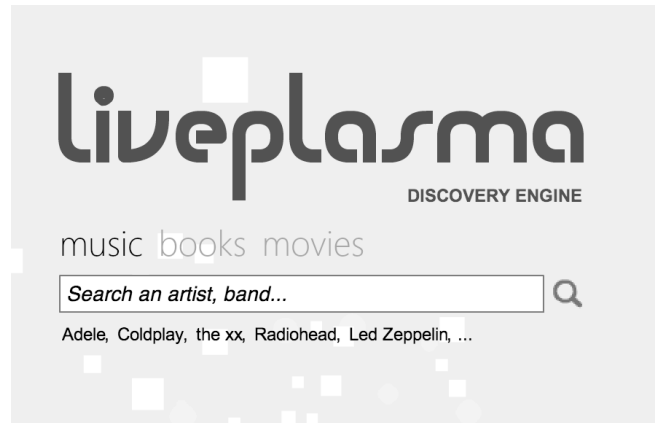 liveplasma
DISCOVERY ENGINE
music books movies
Search an artist, band...
Adele, Coldplay, the xx, Radiohead, Led Zeppelin, ...